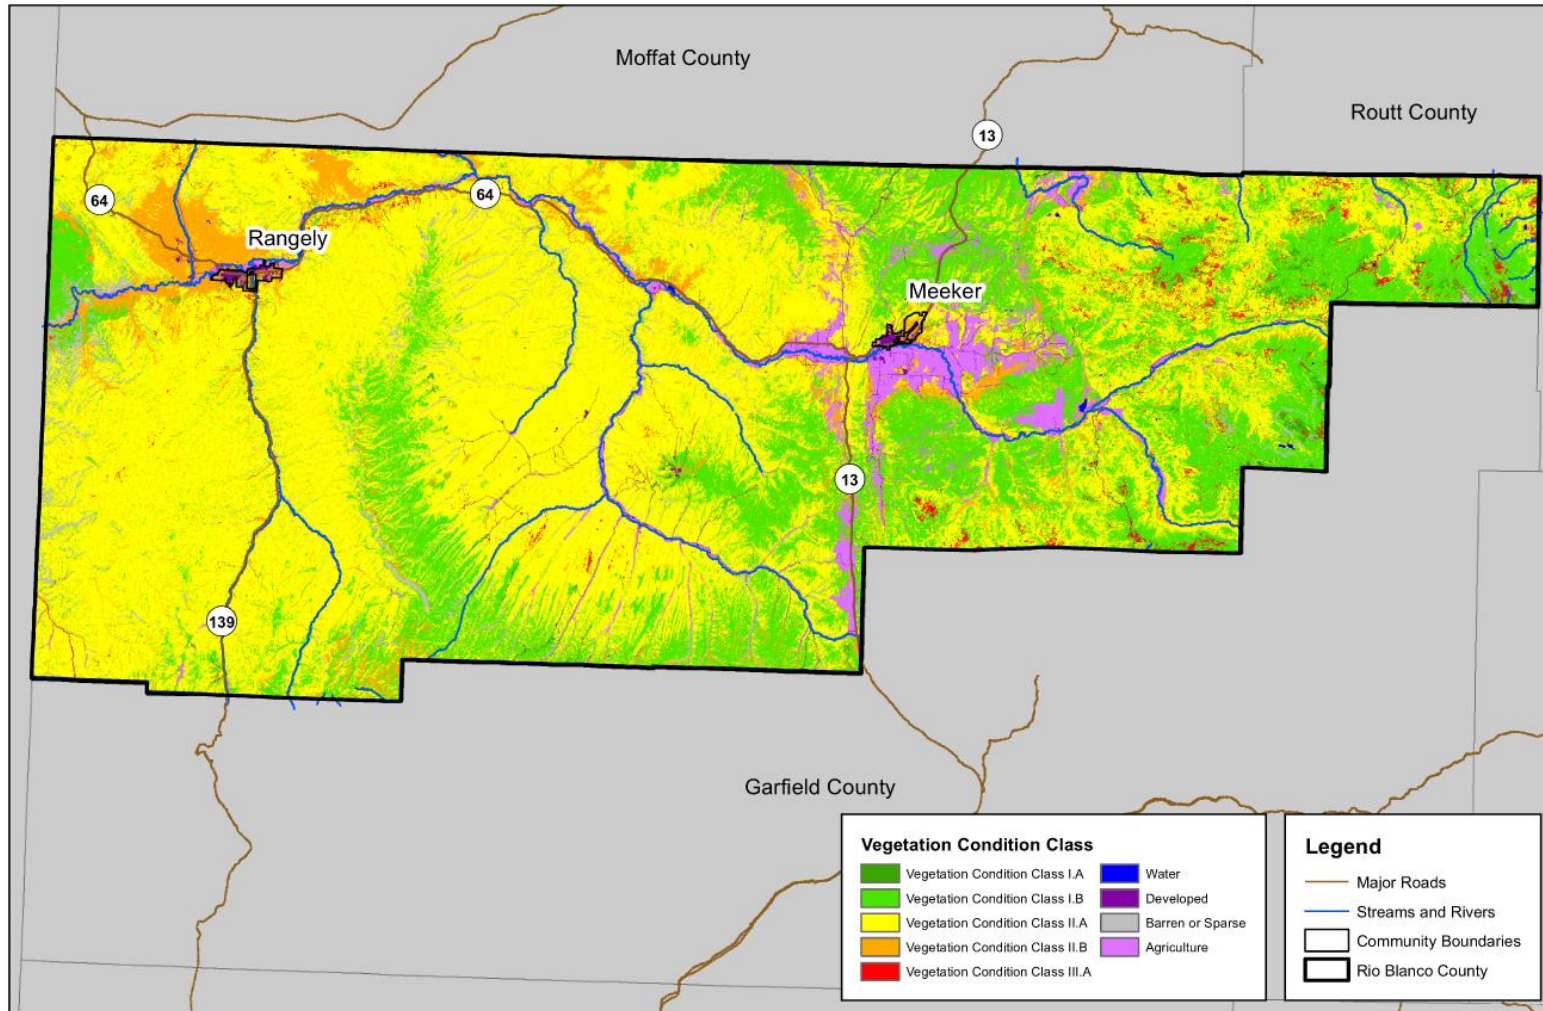 Moffat County
Routt County
13
64
64
Rangely
Meeker
13
139
Garfield County
Vegetation Condition Class
Vegetation Condition Class I.A
Vegetation Condition Class I.B
Vegetation Condition Class II.A
Vegetation Condition Class II.B
Vegetation Condition Class III.A
Water
Developed
Barren or Sparse
Agriculture
Legend
Major Roads
Streams and Rivers
Community Boundaries
Rio Blanco County